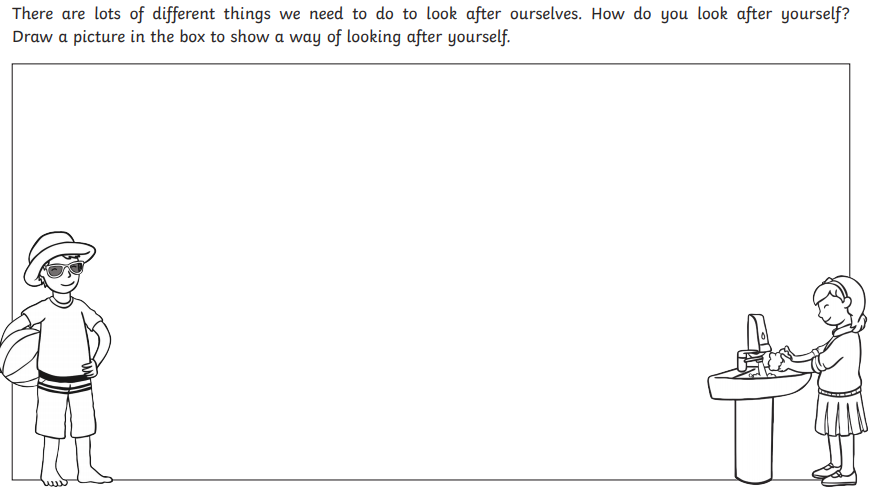 There are lots of different things we need to do to look after ourselves. How do you look after yourself?
Draw a picture in the box to show a way of looking after yourself.